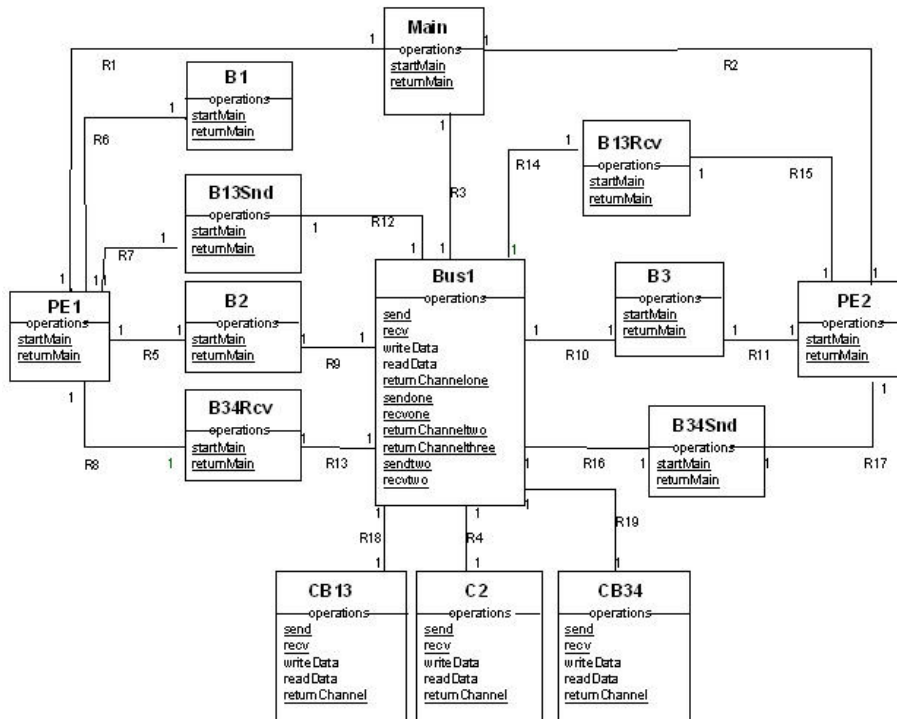 Main
operations
startMain
returnMain
1
1
R1
R2
B1
operations
startMain
returnMain
1
R6
1
R3
B13Rcv
operations
startMain
returnMain
1
R14
1
R15
B13Snd
operations
startMain
returnMain
1
R7
1
R12
1
1
1
1
1
1
1
1
1
PE1
operations
startMain
returnMain
1
R5
1
B2
operations
startMain
returnMain
1
R9
1
Bus1
operations
send
recv
writeData
readData
returnChannelone
sendone
recvone
returnChanneltwo
returnChannelthree
sendtwo
recvtwo
1
R10
1
B3
operations
startMain
returnMain
1
R11
1
PE2
operations
startMain
returnMain
1
R8
1
B34Rcv
operations
startMain
returnMain
1
R13
1
1
R16
1
B34Snd
operations
startMain
returnMain
1
R17
1
1
1
1
R18
R4
R19
1
1
1
CB13
operations
send
recv
writeData
readData
returnChannel
C2
operations
send
recv
writeData
readData
returnChannel
CB34
operations
send
recv
writeData
readData
returnChannel